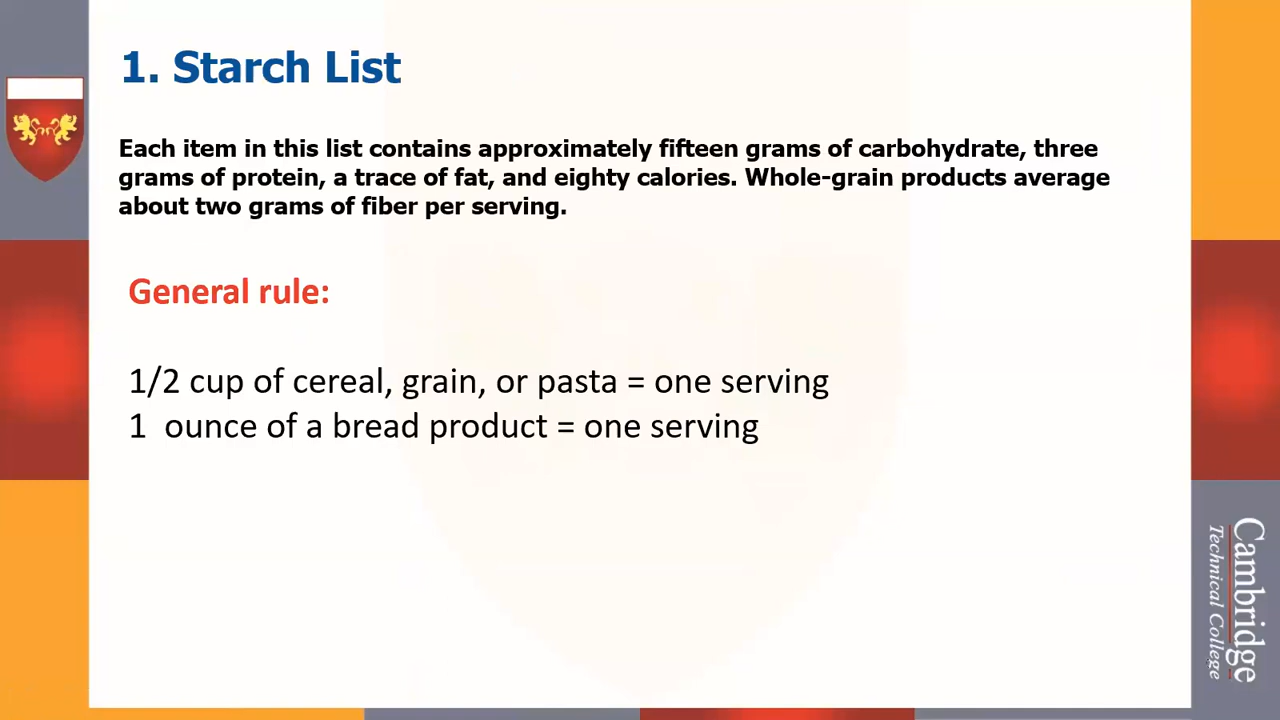 1. Starch List
Each item in this list contains approximately fifteen grams of carbohydrate, three
grams of protein, a trace of fat, and eighty calories. Whole-grain products average
about two grams of fiber per serving.
General rule:
1/2 cup of cereal, grain, or pasta = one serving
1  ounce of a bread product = one serving
Cambridge
Technical College